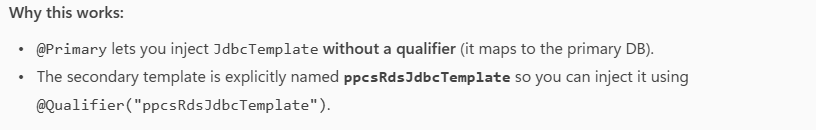 Why this works:
• @Primary lets you inject JdbcTemplate without a qualifier (it maps to the primary DB).
• The secondary template is explicitly named ppcsRdsJdbcTemplate so you can inject it using
@Qualifier("ppcsRdsJdbcTemplate").